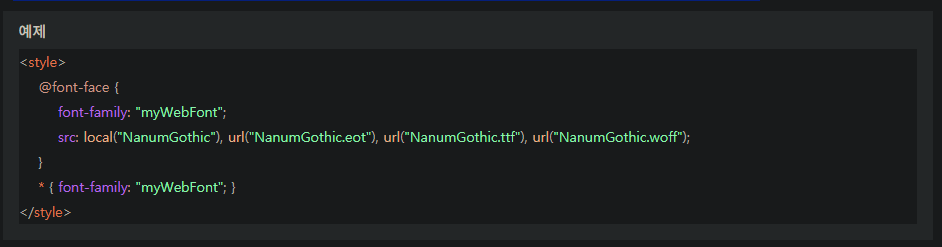 예제
<style>
@font-face {
font-family: "myWebFont";
src: local("NanumGothic"), url("NanumGothic.eot"), url("NanumGothic.ttf"), url("NanumGothic.woff");
}
* { font-family: "myWebFont"; }
</style>